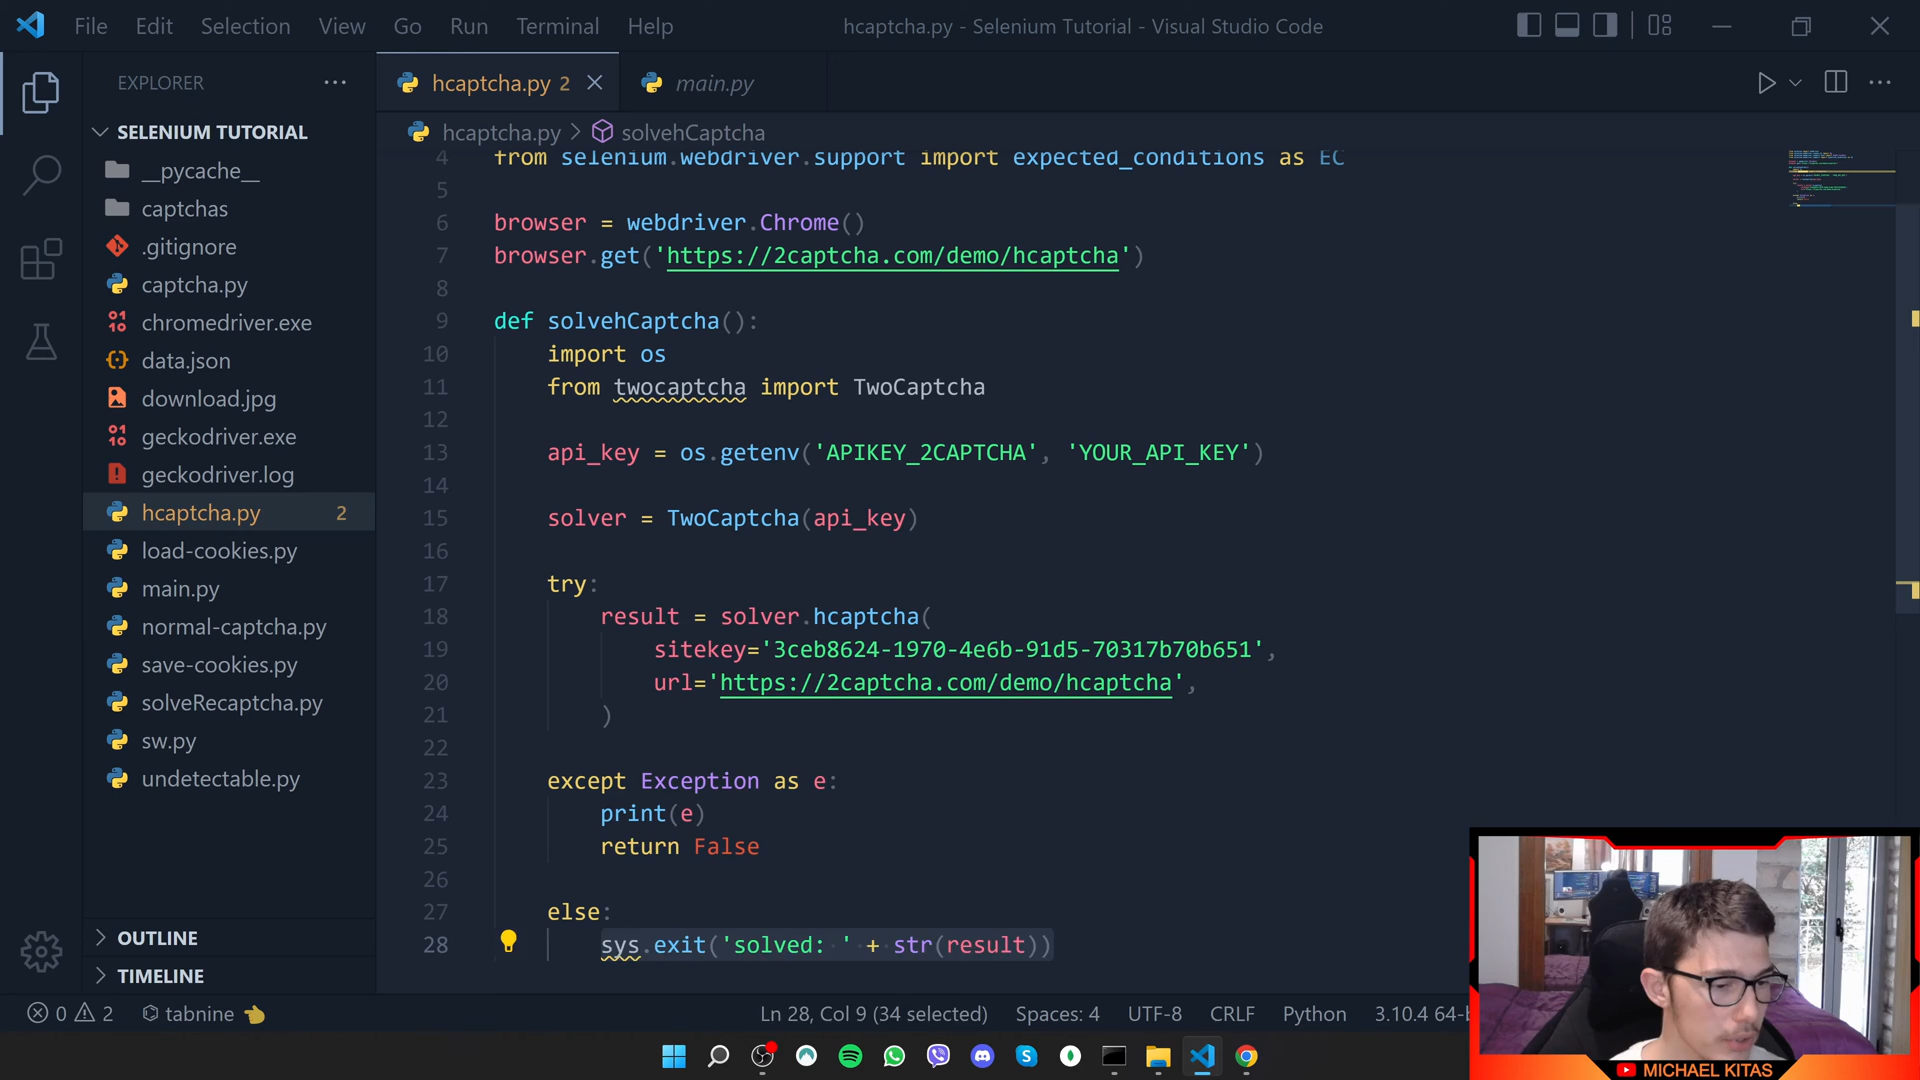 File Edit Selection View Go Run Terminal Help
hcaptcha.py - Selenium Tutorial - Visual Studio Code
EXPLORER
SELENIUM TUTORIAL
__pycache__
captchas
.gitignore
captcha.py
chromedriver.exe
data.json
download.jpg
geckodriver.exe
geckodriver.log
hcaptcha.py 2
load-cookies.py
main.py
normal-captcha.py
save-cookies.py
solveRecaptcha.py
sw.py
undetectable.py
OUTLINE
TIMELINE
hcaptcha.py 2
main.py
hcaptcha.py > solvehCaptcha
4 from selenium.webdriver.support import expected_conditions as EC
5
6 browser = webdriver.Chrome()
7 browser.get('https://2captcha.com/demo/hcaptcha')
8
9 def solvehCaptcha():
10 import os
11 from twocaptcha import TwoCaptcha
12
13 api_key = os.getenv('APIKEY_2CAPTCHA', 'YOUR_API_KEY')
14
15 solver = TwoCaptcha(api_key)
16
17 try:
18 result = solver.hcaptcha(
19 sitekey='3ceb8624-1970-4e6b-91d5-70317b70b651',
20 url='https://2captcha.com/demo/hcaptcha',
21 )
22
23 except Exception as e:
24 print(e)
25 return False
26
27 else:
28 sys.exit('solved: ' + str(result))
0 2 tabnine Ln 28, Col 9 (34 selected) Spaces: 4 UTF-8 CRLF Python 3.10.4 64-b
MICHAEL KITAS